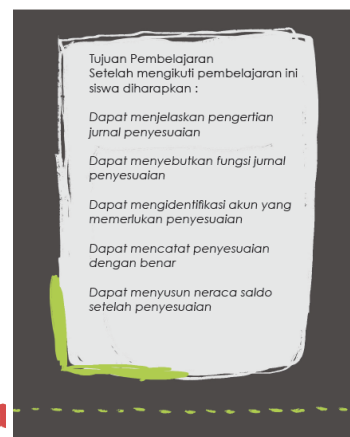 Tujuan Pembelajaran
Setelah mengikuti pembelajaran ini
siswa diharapkan :
Dapat menjelaskan pengertian
jurnal penyesuaian
Dapat menyebutkan fungsi jurnal
penyesuaian
Dapat mengidentifikasi akun yang
memerlukan penyesuaian
Dapat mencatat penyesuaian
dengan benar
Dapat menyusun neraca saldo
setelah penyesuaian